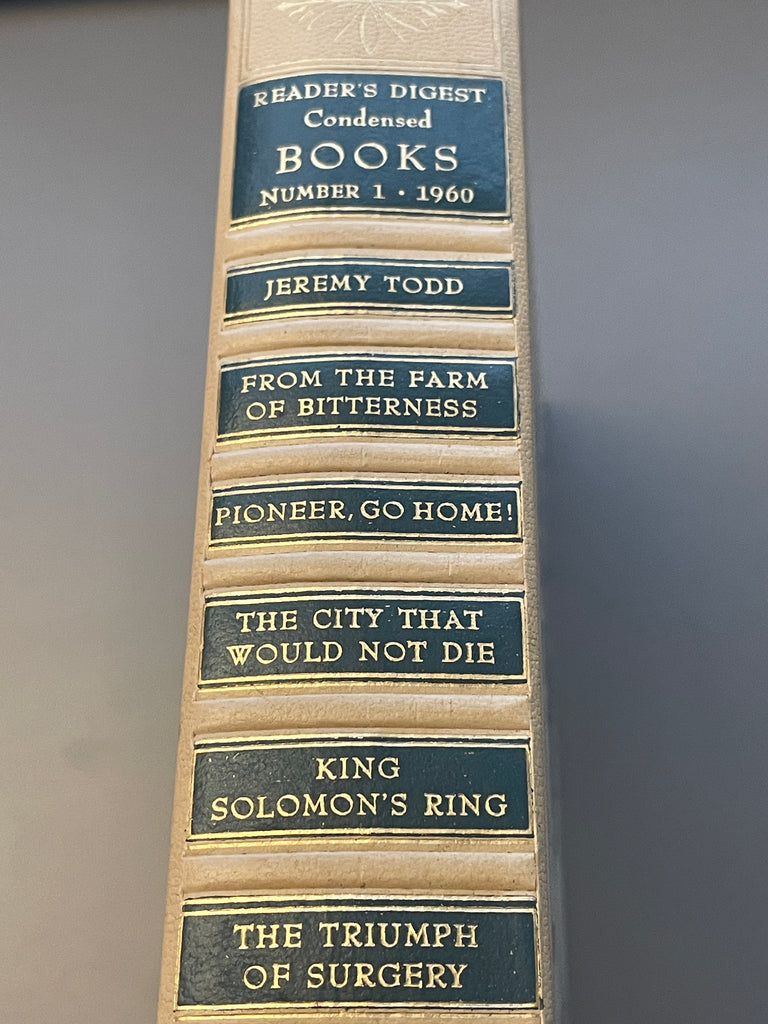 READER'S DIGEST
Condensed
BOOKS
NUMBER 1 • 1960
JEREMY TODD
FROM THE FARM
OF BITTERNESS
PIONEER, GO HOME!
THE CITY THAT
WOULD NOT DIE
KING
SOLOMON'S RING
THE TRIUMPH
OF SURGERY